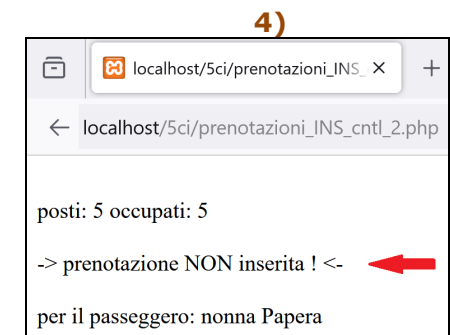 4)
localhost/5ci/prenotazioni_INS_
localhost/5ci/prenotazioni_INS_cntl_2.php
posti: 5 occupati: 5
-> prenotazione NON inserita ! <-
per il passeggero: nonna Papera